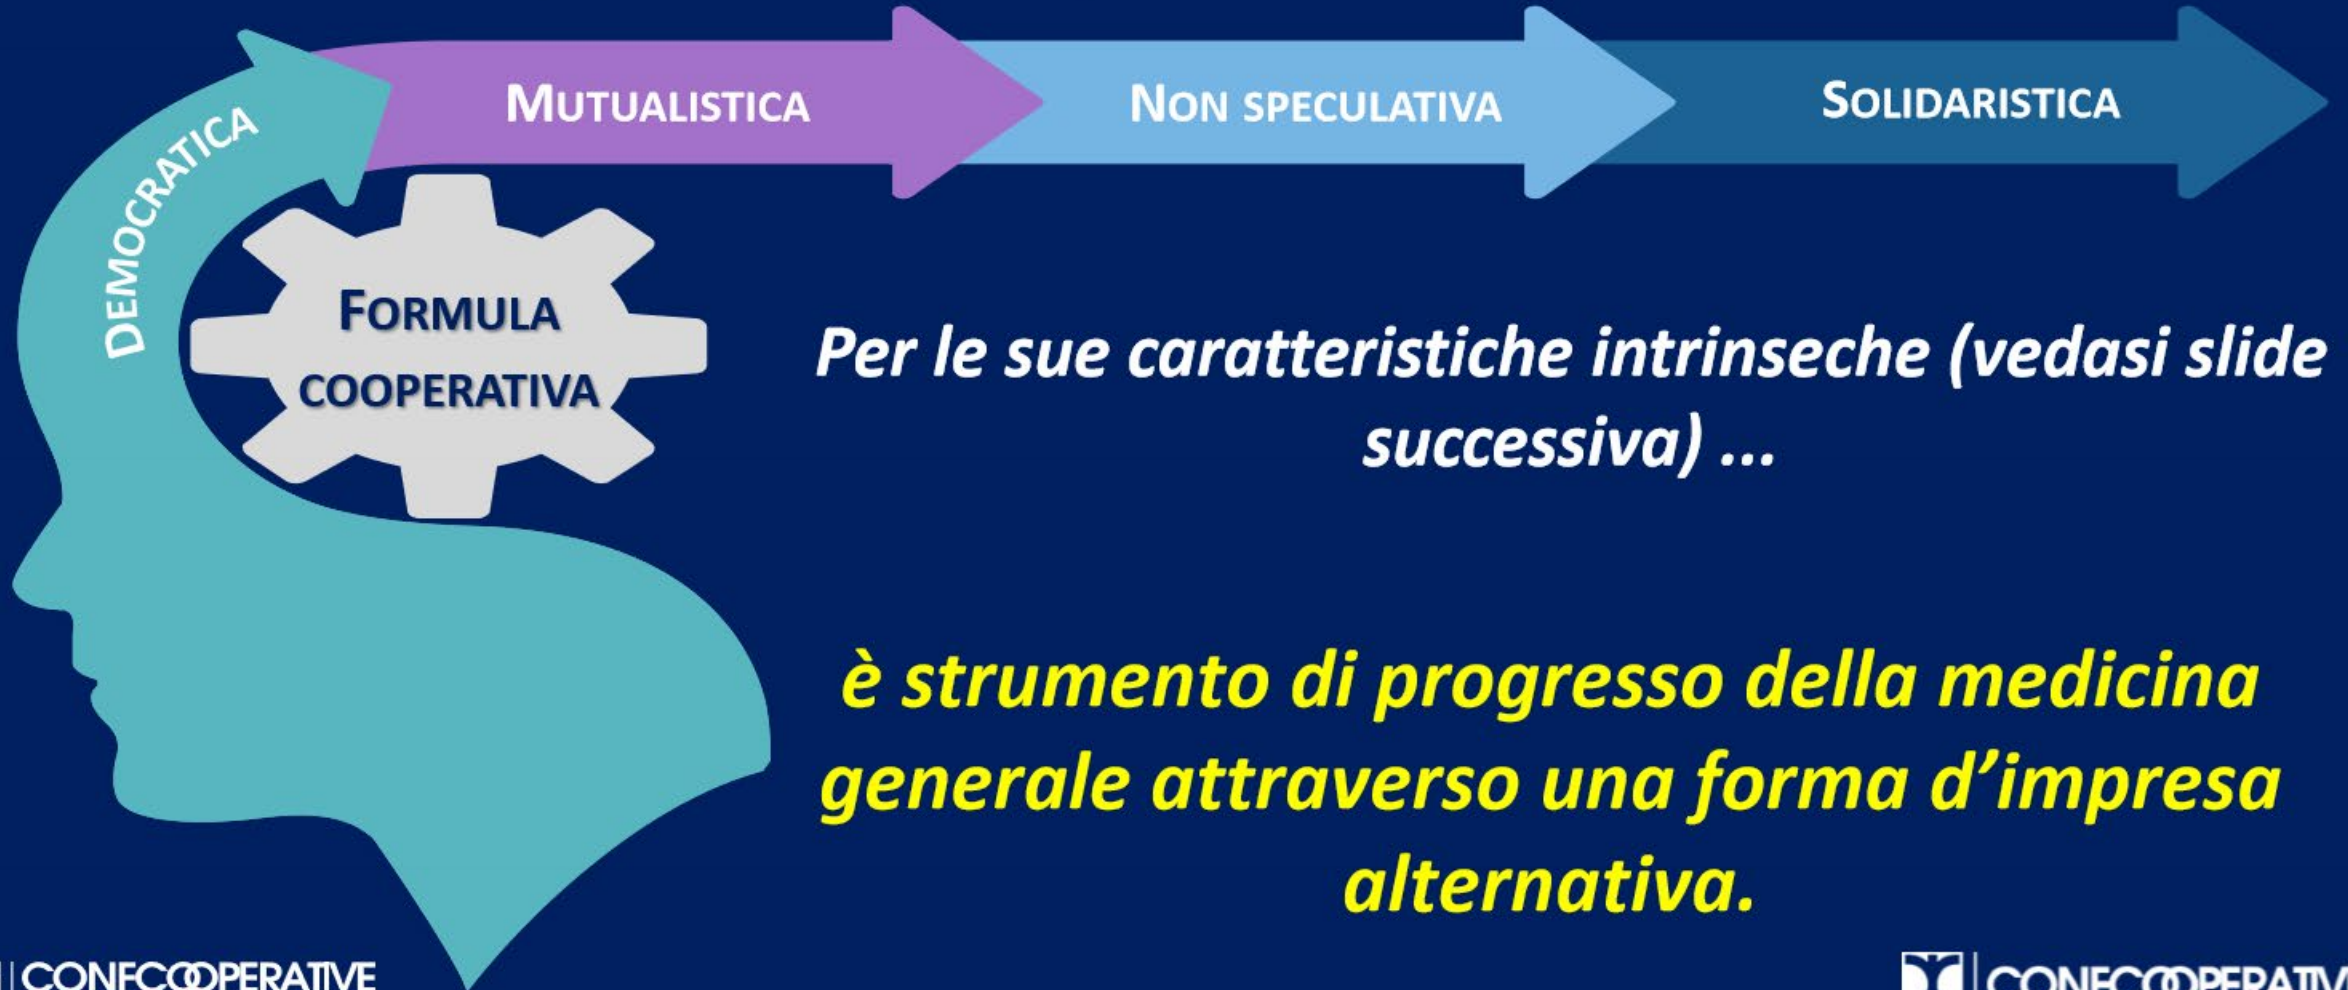 DEMOCRATICA
MUTUALISTICA
NON SPECULATIVA
SOLIDARISTICA
FORMULA
COOPERATIVA
Per le sue caratteristiche intrinseche (vedasi slide
successiva) ...
è strumento di progresso della medicina
generale attraverso una forma d’impresa
alternativa.
CONFCOOPERATIVE
CONFCOOPERATIV